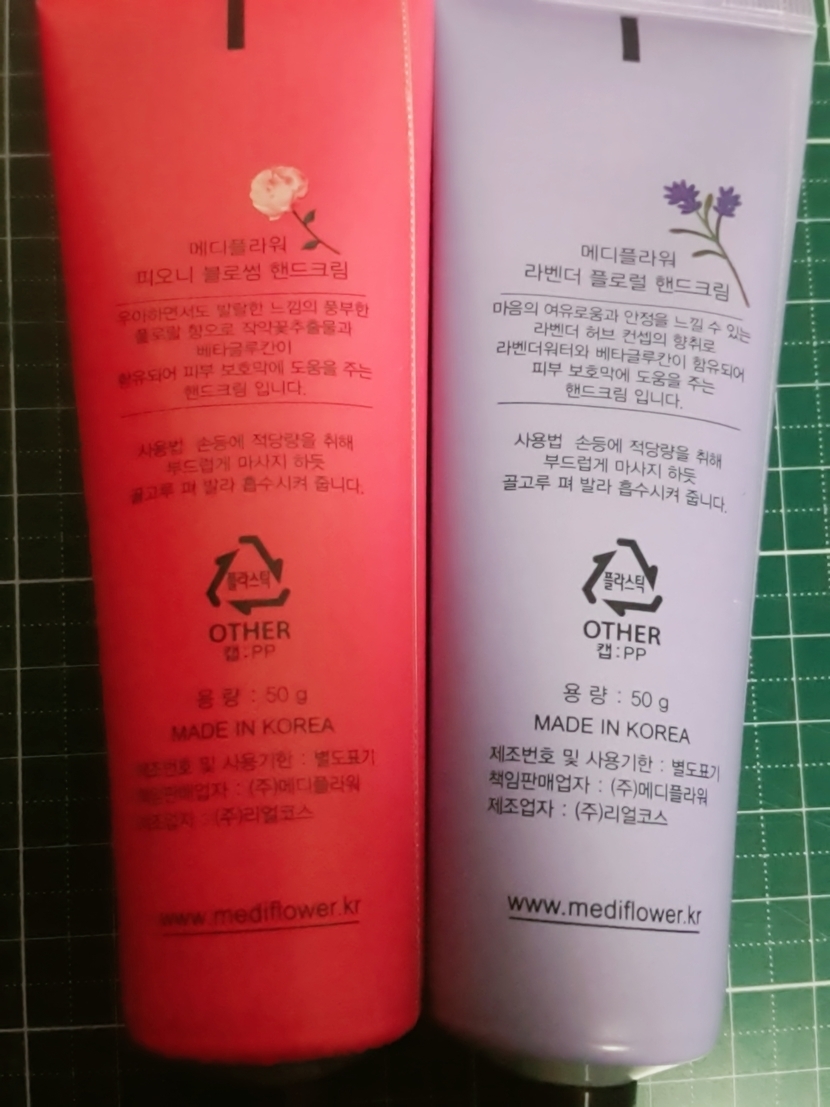 메디플라워
피오니 블로썸 핸드크림
우아하면서도 발랄한 느낌의 풍부한
플로랄 향으로 작약꽃추출물과
베타글루칸이
함유되어 피부 보호막에 도움을 주는
핸드크림 입니다.
사용법 손등에 적당량을 취해
부드럽게 마사지 하듯
골고루 펴 발라 흡수시켜 줍니다.
플라스틱
OTHER
캡:PP
용 량 : 50 g
MADE IN KOREA
제조번호 및 사용기한 : 별도표기
책임판매업자 : (주)메디플라워
제조업자 : (주)리얼코스
www.mediflower.kr
메디플라워
라벤더 플로럴 핸드크림
마음의 여유로움과 안정을 느낄 수 있는
라벤더 허브 컨셉의 향취로
라벤더워터와 베타글루칸이 함유되어
피부 보호막에 도움을 주는
핸드크림 입니다.
사용법 손등에 적당량을 취해
부드럽게 마사지 하듯
골고루 펴 발라 흡수시켜 줍니다.
플라스틱
OTHER
캡:PP
용 량 : 50 g
MADE IN KOREA
제조번호 및 사용기한 : 별도표기
책임판매업자 : (주)메디플라워
제조업자 : (주)리얼코스
www.mediflower.kr